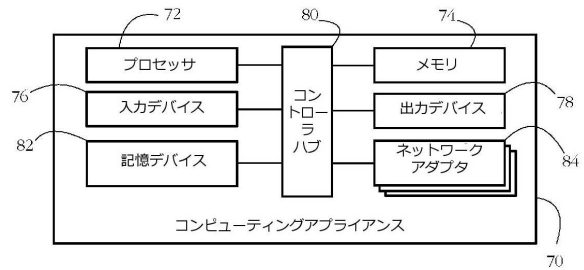 72
80
74
プロセッサ
メモリ
76
入力デバイス
コン
トロー
ラ
ハブ
出力デバイス
78
82
記憶デバイス
ネットワーク
アダプタ
84
コンピューティングアプライアンス
70